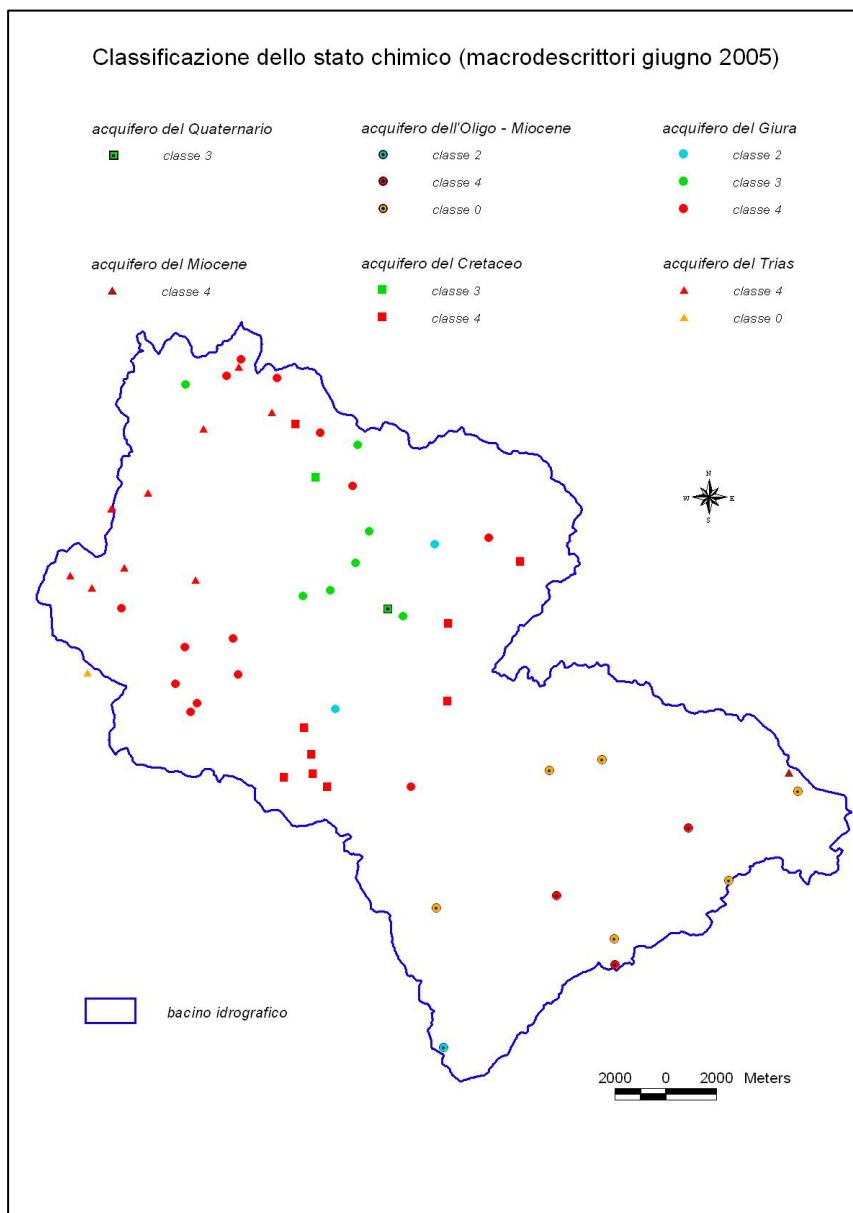 Classificazione dello stato chimico (macrodescrittori giugno 2005)
acquifero del Quaternario
classe 3
acquifero dell'Oligo - Miocene
classe 2
classe 4
classe 0
acquifero del Giura
classe 2
classe 3
classe 4
acquifero del Miocene
classe 4
acquifero del Cretaceo
classe 3
classe 4
acquifero del Trias
classe 4
classe 0
N
W E
S
bacino idrografico
2000 0 2000 Meters